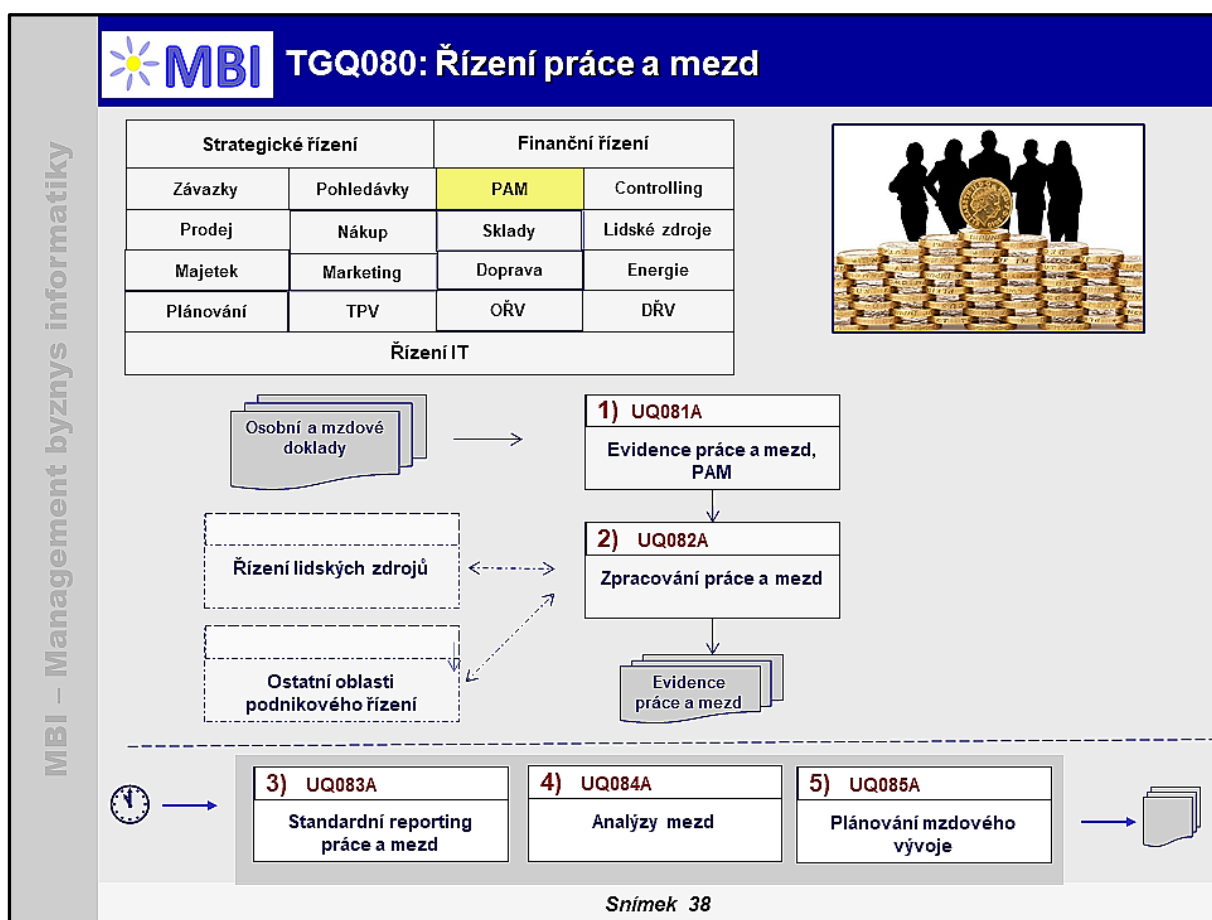 MBI – Management byznys informatiky
MBI
TGQ080: Řízení práce a mezd
Strategické řízení
Finanční řízení
Závazky
Pohledávky
PAM
Controlling
Prodej
Nákup
Sklady
Lidské zdroje
Majetek
Marketing
Doprava
Energie
Plánování
TPV
OŘV
DŘV
Řízení IT
Osobní a mzdové
doklady
1) UQ081A
Evidence práce a mezd,
PAM
2) UQ082A
Zpracování práce a mezd
Řízení lidských zdrojů
Ostatní oblasti
podnikového řízení
Evidence
práce a mezd
3) UQ083A
Standardní reporting
práce a mezd
4) UQ084A
Analýzy mezd
5) UQ085A
Plánování mzdového
vývoje
Snímek 38